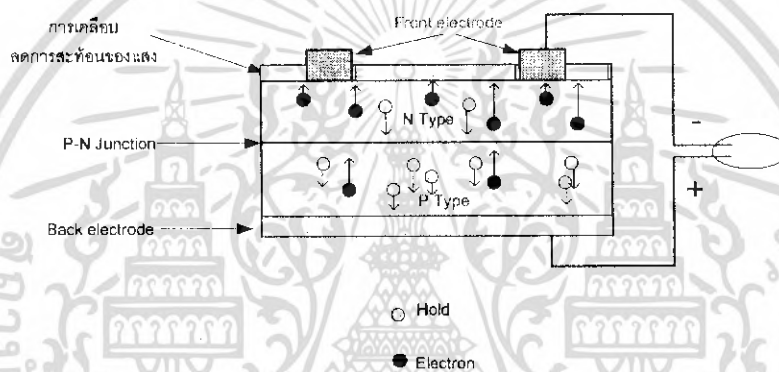 การเคลือบ
ลดการสะท้อนของแสง
Front electrode
N Type
P-N Junction
-
+
P Type
Back electrode
Hold
Electron